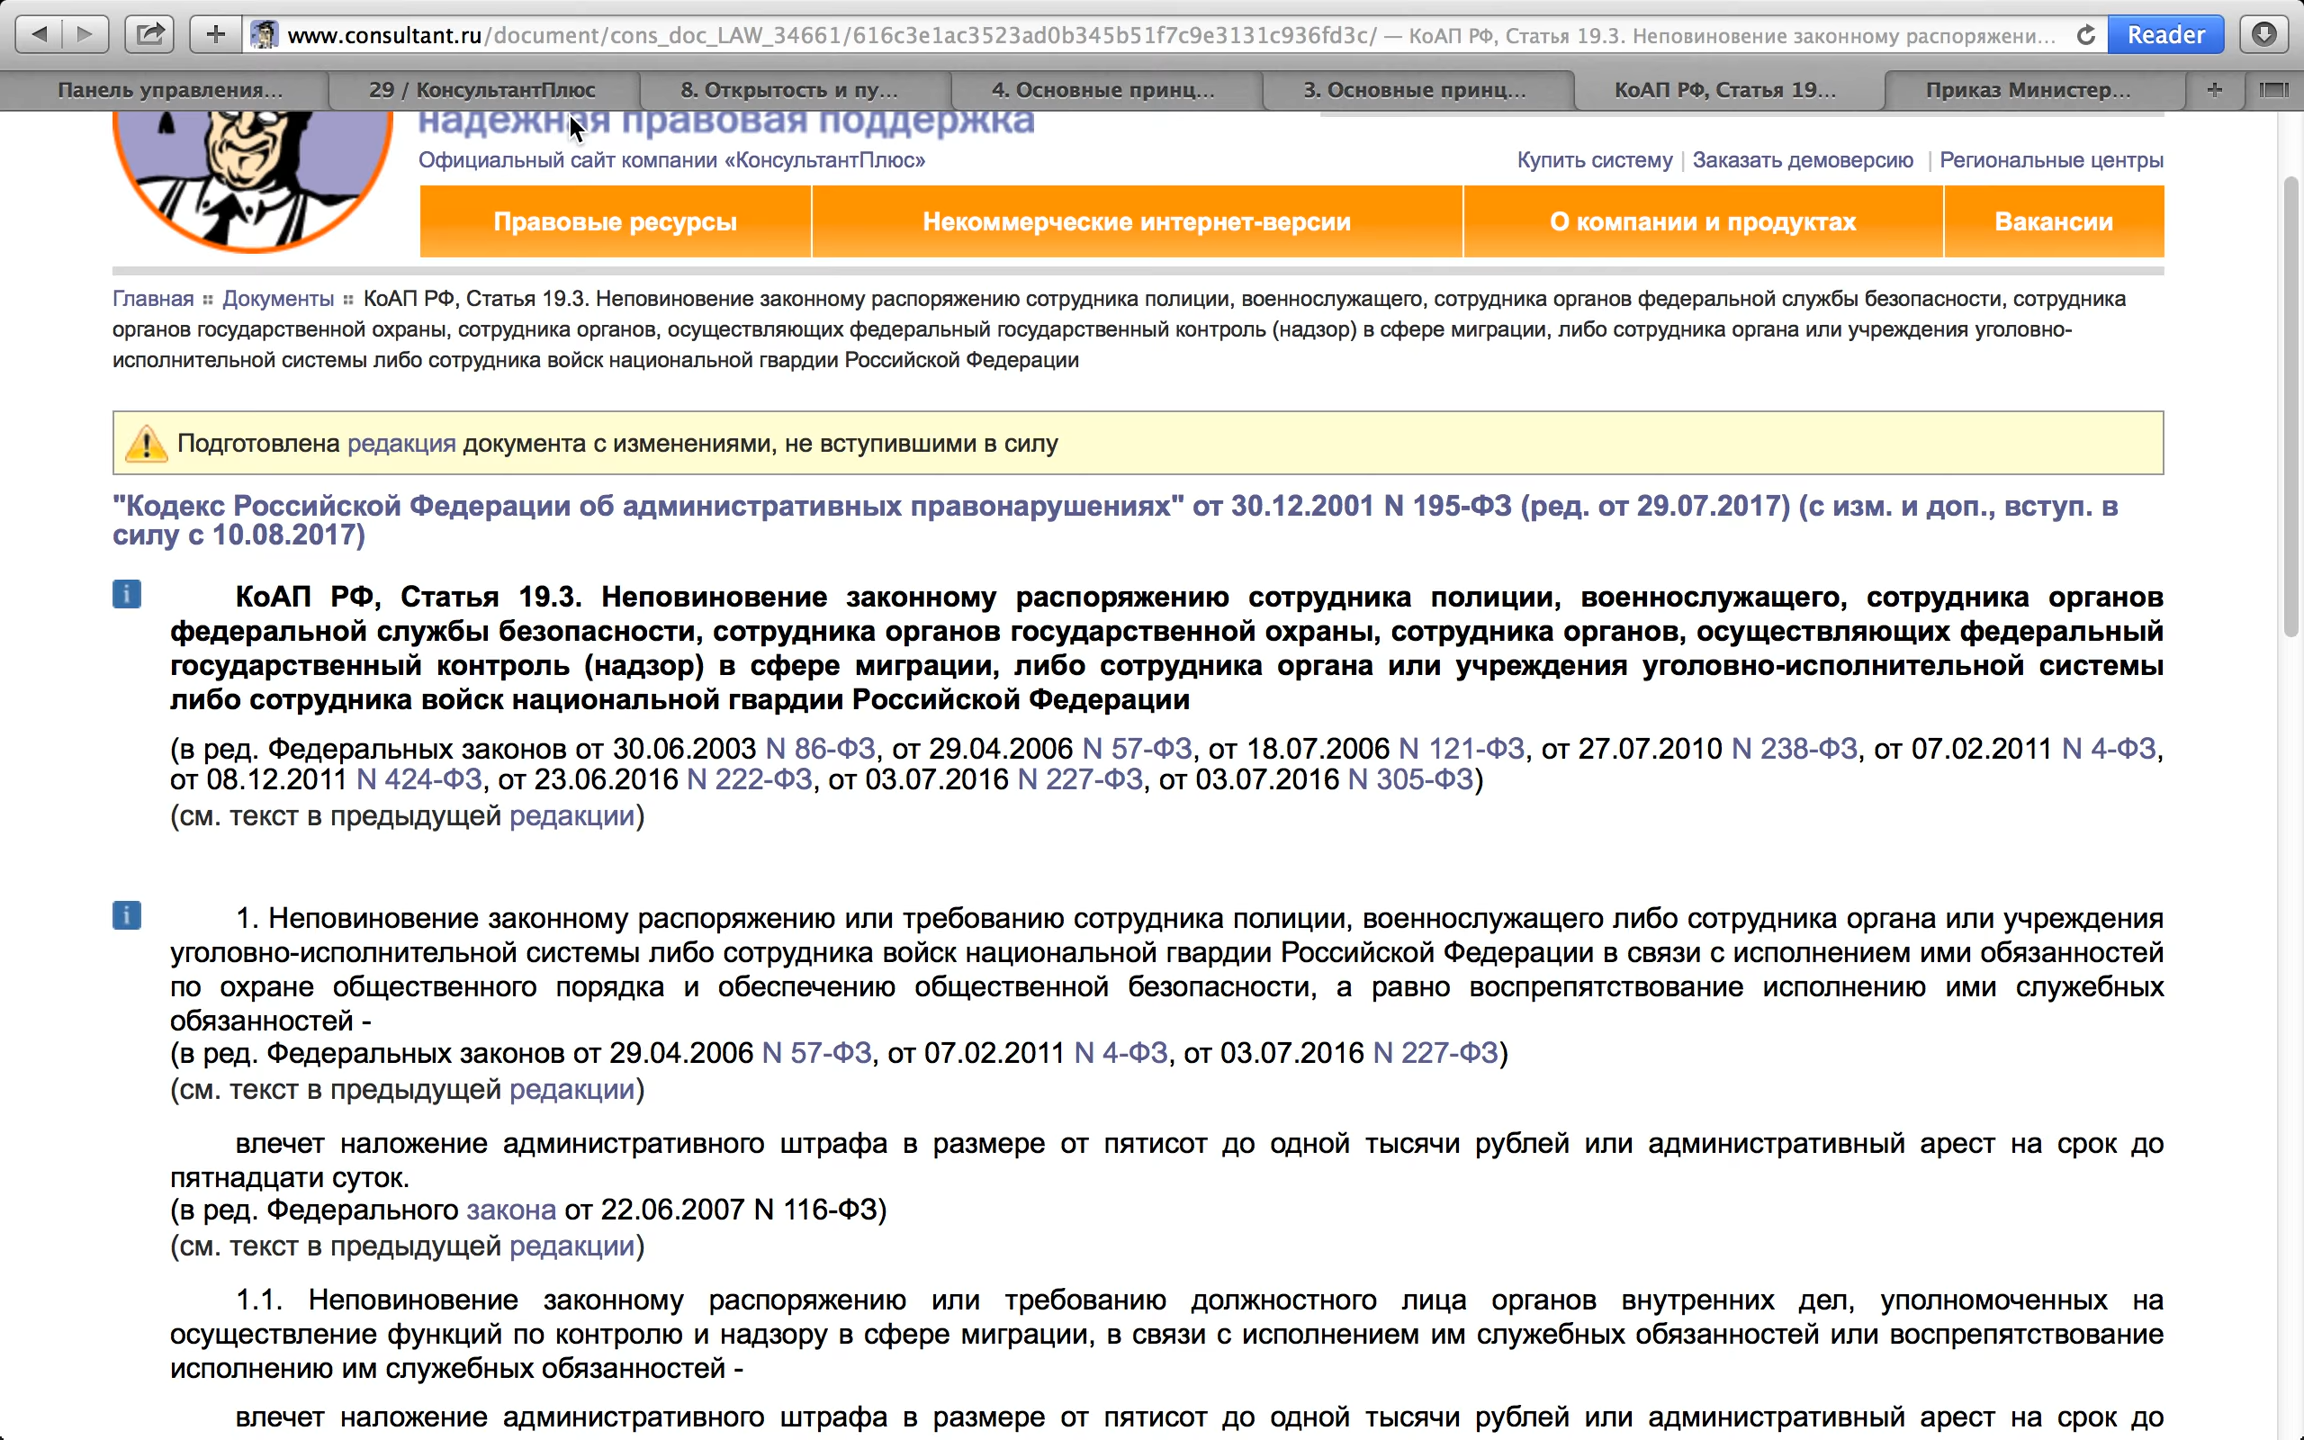 www.consultant.ru/document/cons_doc_LAW_34661/616c3e1ac3523ad0b345b51f7c9e3131c936fd3c/ — КоАП РФ, Статья 19.3. Неповиновение законному распоряжени...
Reader
Панель управления...
29 / КонсультантПлюс
8. Открытость и пу...
4. Основные принц...
3. Основные принц...
КоАП РФ, Статья 19...
Приказ Министер...
надежная правовая поддержка
Официальный сайт компании «КонсультантПлюс»
Купить систему | Заказать демоверсию | Региональные центры
Правовые ресурсы
Некоммерческие интернет-версии
О компании и продуктах
Вакансии
Главная Документы КоАП РФ, Статья 19.3. Неповиновение законному распоряжению сотрудника полиции, военнослужащего, сотрудника органов федеральной службы безопасности, сотрудника
органов государственной охраны, сотрудника органов, осуществляющих федеральный государственный контроль (надзор) в сфере миграции, либо сотрудника органа или учреждения уголовно-
исполнительной системы либо сотрудника войск национальной гвардии Российской Федерации
Подготовлена редакция документа с изменениями, не вступившими в силу
"Кодекс Российской Федерации об административных правонарушениях" от 30.12.2001 N 195-ФЗ (ред. от 29.07.2017) (с изм. и доп., вступ. в
силу с 10.08.2017)
КоАП РФ, Статья 19.3. Неповиновение законному распоряжению сотрудника полиции, военнослужащего, сотрудника органов
федеральной службы безопасности, сотрудника органов государственной охраны, сотрудника органов, осуществляющих федеральный
государственный контроль (надзор) в сфере миграции, либо сотрудника органа или учреждения уголовно-исполнительной системы
либо сотрудника войск национальной гвардии Российской Федерации
(в ред. Федеральных законов от 30.06.2003 N 86-ФЗ, от 29.04.2006 N 57-ФЗ, от 18.07.2006 N 121-ФЗ, от 27.07.2010 N 238-ФЗ, от 07.02.2011 N 4-ФЗ,
от 08.12.2011 N 424-ФЗ, от 23.06.2016 N 222-ФЗ, от 03.07.2016 N 227-ФЗ, от 03.07.2016 N 305-ФЗ)
(см. текст в предыдущей редакции)
1. Неповиновение законному распоряжению или требованию сотрудника полиции, военнослужащего либо сотрудника органа или учреждения
уголовно-исполнительной системы либо сотрудника войск национальной гвардии Российской Федерации в связи с исполнением ими обязанностей
по охране общественного порядка и обеспечению общественной безопасности, а равно воспрепятствование исполнению ими служебных
обязанностей -
(в ред. Федеральных законов от 29.04.2006 N 57-ФЗ, от 07.02.2011 N 4-ФЗ, от 03.07.2016 N 227-ФЗ)
(см. текст в предыдущей редакции)
влечет наложение административного штрафа в размере от пятисот до одной тысячи рублей или административный арест на срок до
пятнадцати суток.
(в ред. Федерального закона от 22.06.2007 N 116-ФЗ)
(см. текст в предыдущей редакции)
1.1. Неповиновение законному распоряжению или требованию должностного лица органов внутренних дел, уполномоченных на
осуществление функций по контролю и надзору в сфере миграции, в связи с исполнением им служебных обязанностей или воспрепятствование
исполнению им служебных обязанностей -
влечет наложение административного штрафа в размере от пятисот до одной тысячи рублей или административный арест на срок до